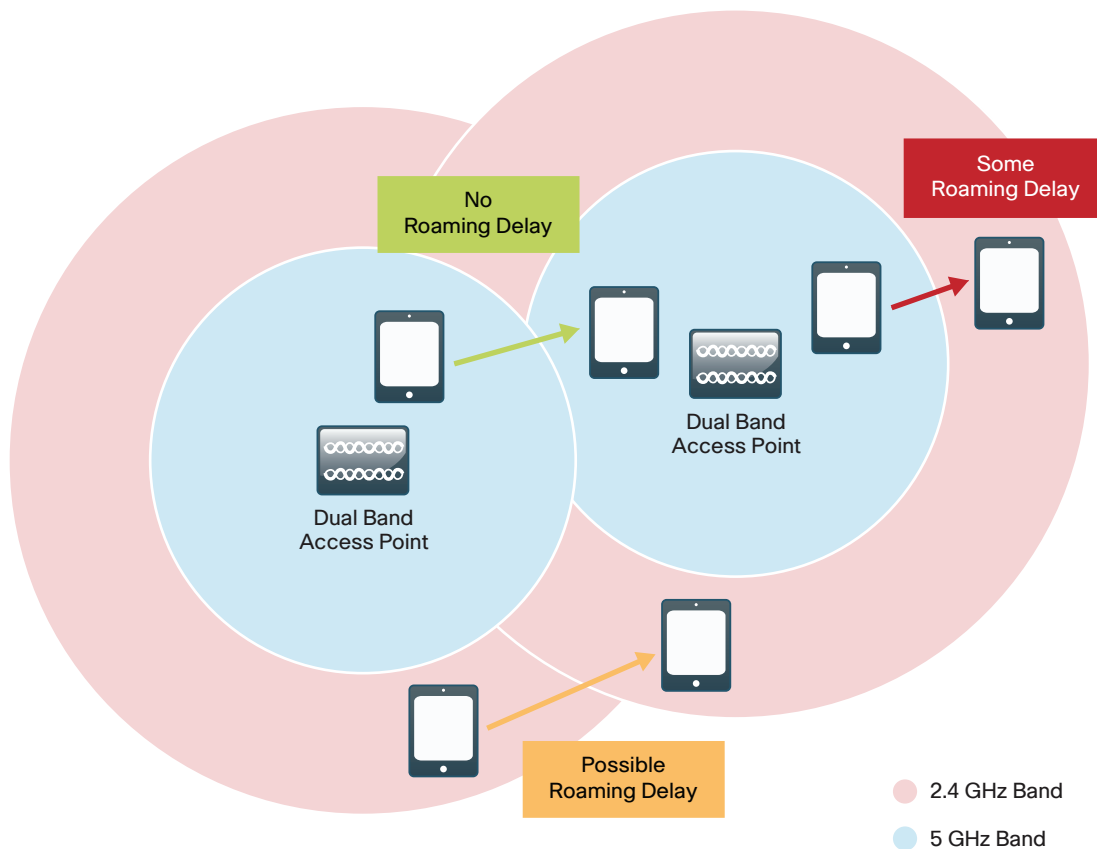 Some
Roaming Delay
No
Roaming Delay
Dual Band
Access Point
Dual Band
Access Point
Possible
Roaming Delay
2.4 GHz Band
5 GHz Band